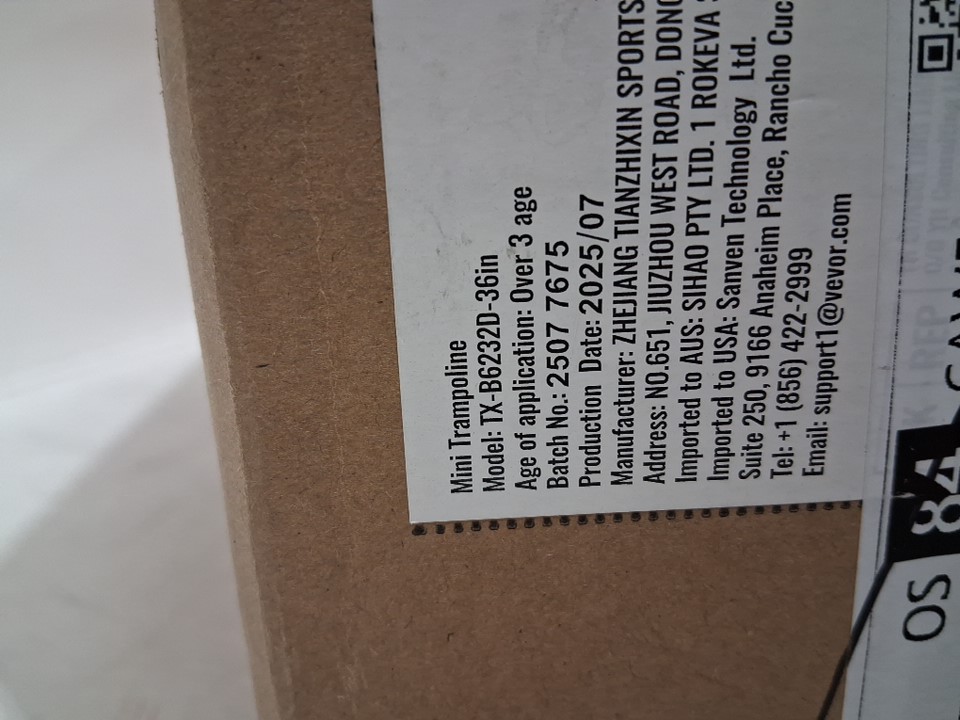 Mini Trampoline
Model: TX-B6232D-36in
Age of application: Over 3 age
Batch No.: 2507 7675
Production Date: 2025/07
Manufacturer: ZHEJIANG TIANZHIXIN SPORTS
Address: NO.651, JIUZHOU WEST ROAD,
Imported to AUS: SIHAO PTY LTD. 1 ROKEVA
Imported to USA: Sanven Technology Ltd.
Suite 250, 9166 Anaheim Place, Rancho
Tel: +1 (856) 422-2999
Email: support1@vevor.com
OS